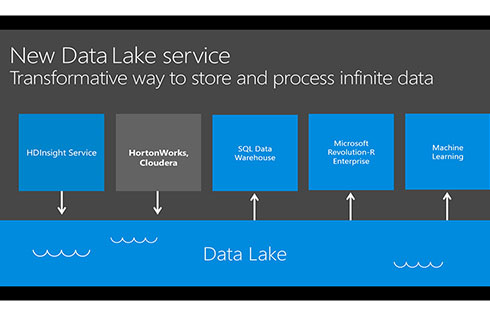 New Data Lake service
Transformative way to store and process infinite data
HDInsight Service
HortonWorks,
Cloudera
SQL Data
Warehouse
Microsoft
Revolution-R
Enterprise
Machine
Learning
Data Lake